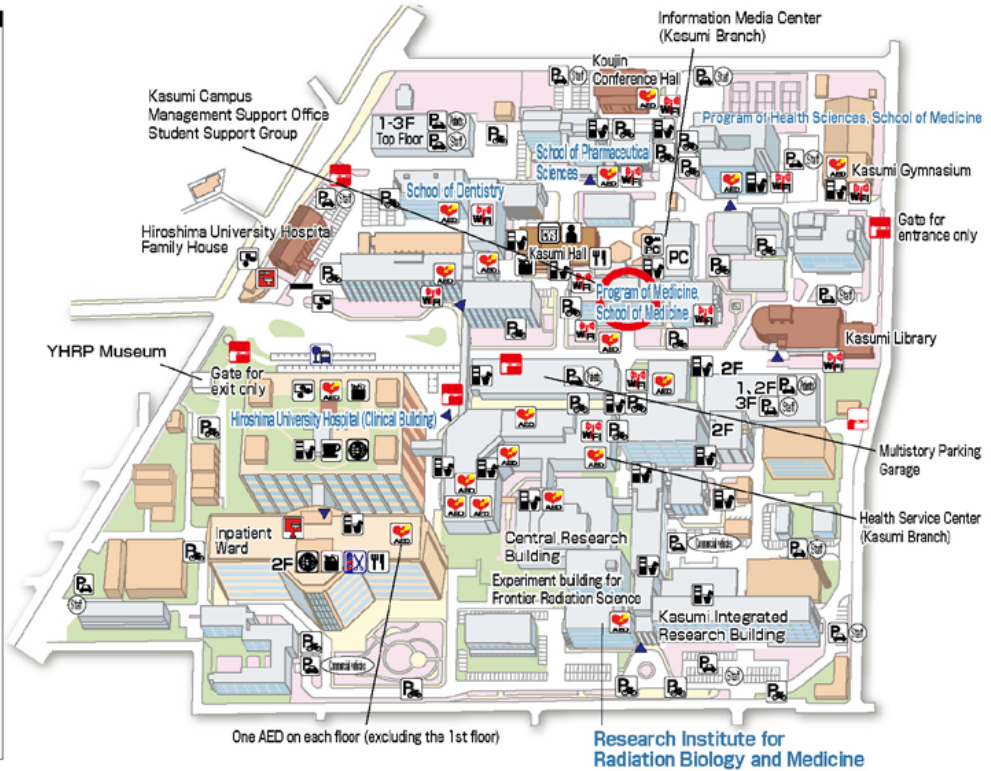 Information Media Center
(Kasumi Branch)
Koujin
Conference Hall
Kasumi Campus
Management Support Office
Student Support Group
1-3F
Top Floor
Program of Health Sciences, School of Medicine
School of Pharmaceutical
Sciences
Kasumi Gymnasium
School of Dentistry
Hiroshima University Hospital
Family House
Gate for
entrance only
Kasumi Hall
PC
PC
Program of Medicine,
School of Medicine
Kasumi Library
YHRP Museum
Gate for
exit only
2F
1, 2F
3F
2F
Hiroshima University Hospital (Clinical Building)
Multistory Parking
Garage
Health Service Center
(Kasumi Branch)
Inpatient
Ward
2F
Central Research
Building
Commercial vehicles
Experiment building for
Frontier Radiation Science
Kasumi Integrated
Research Building
Commercial vehicles
One AED on each floor (excluding the 1st floor)
Research Institute for
Radiation Biology and Medicine